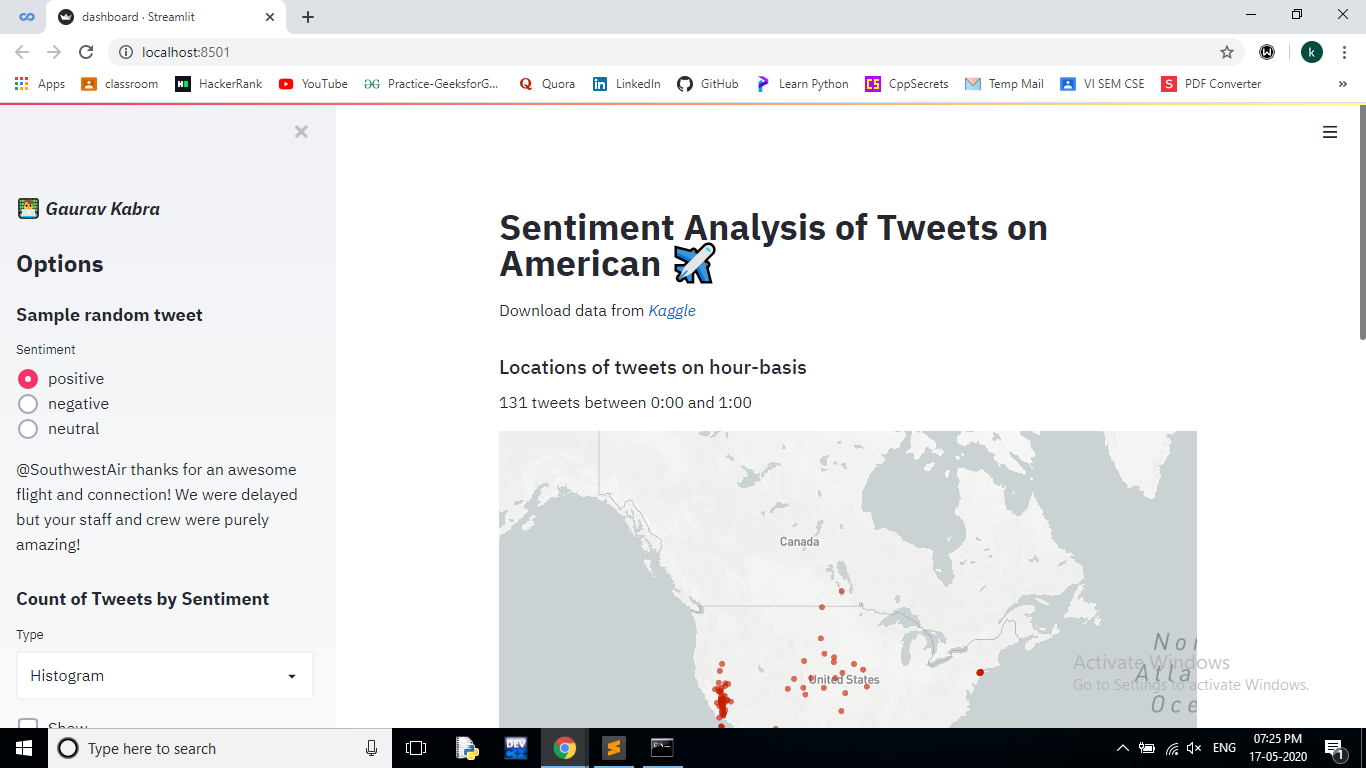 dashboard · Streamlit
localhost:8501
k
Apps
classroom
HackerRank
YouTube
Practice-GeeksforG...
Quora
LinkedIn
GitHub
Learn Python
CppSecrets
Temp Mail
VI SEM CSE
PDF Converter
Gaurav Kabra
Options
Sample random tweet
Sentiment
positive
negative
neutral
@SouthwestAir thanks for an awesome
flight and connection! We were delayed
but your staff and crew were purely
amazing!
Count of Tweets by Sentiment
Type
Histogram
Show
Sentiment Analysis of Tweets on
American
Download data from Kaggle
Locations of tweets on hour-basis
131 tweets between 0:00 and 1:00
Canada
United States
Nor
Atla
Oce
Activate Windows
Go to Settings to activate Windows.
Type here to search
DEV
ENG
07:25 PM
17-05-2020
1